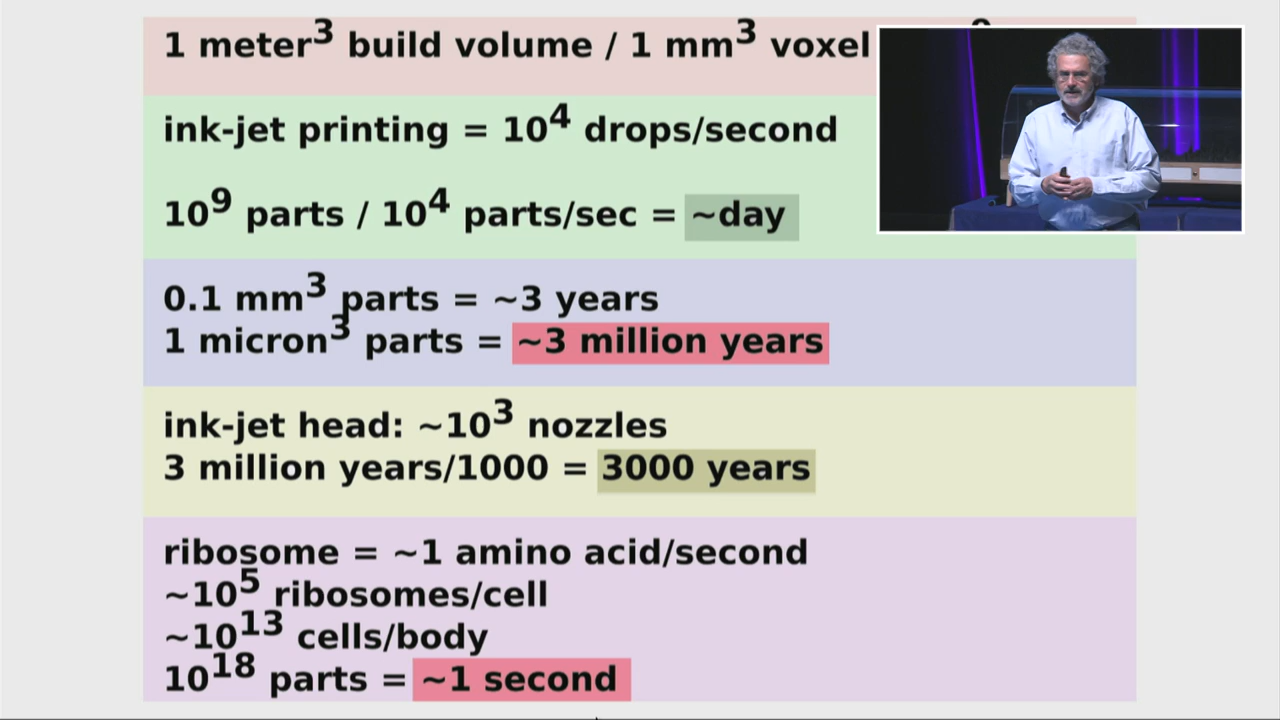 1 meter³ build volume / 1 mm³ voxel
ink-jet printing = 10⁴ drops/second
10⁹ parts / 10⁴ parts/sec = ~day
0.1 mm³ parts = ~3 years
1 micron³ parts = ~3 million years
ink-jet head: ~10³ nozzles
3 million years/1000 = 3000 years
ribosome = ~1 amino acid/second
~10⁵ ribosomes/cell
~10¹³ cells/body
10¹⁸ parts = ~1 second